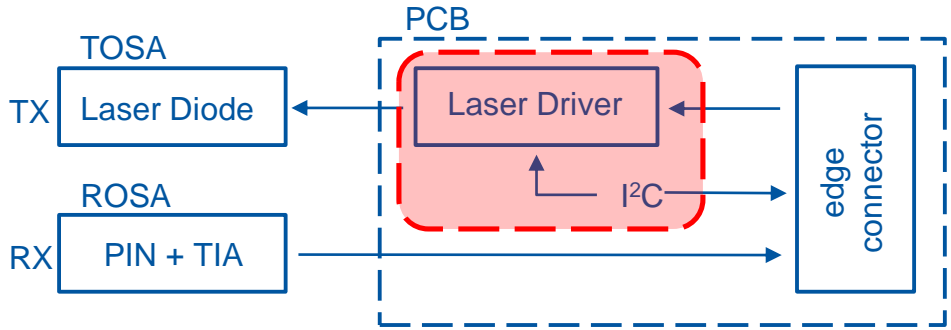 PCB
TOSA
TX
Laser Diode
Laser Driver
I²C
edge
connector
ROSA
RX
PIN + TIA